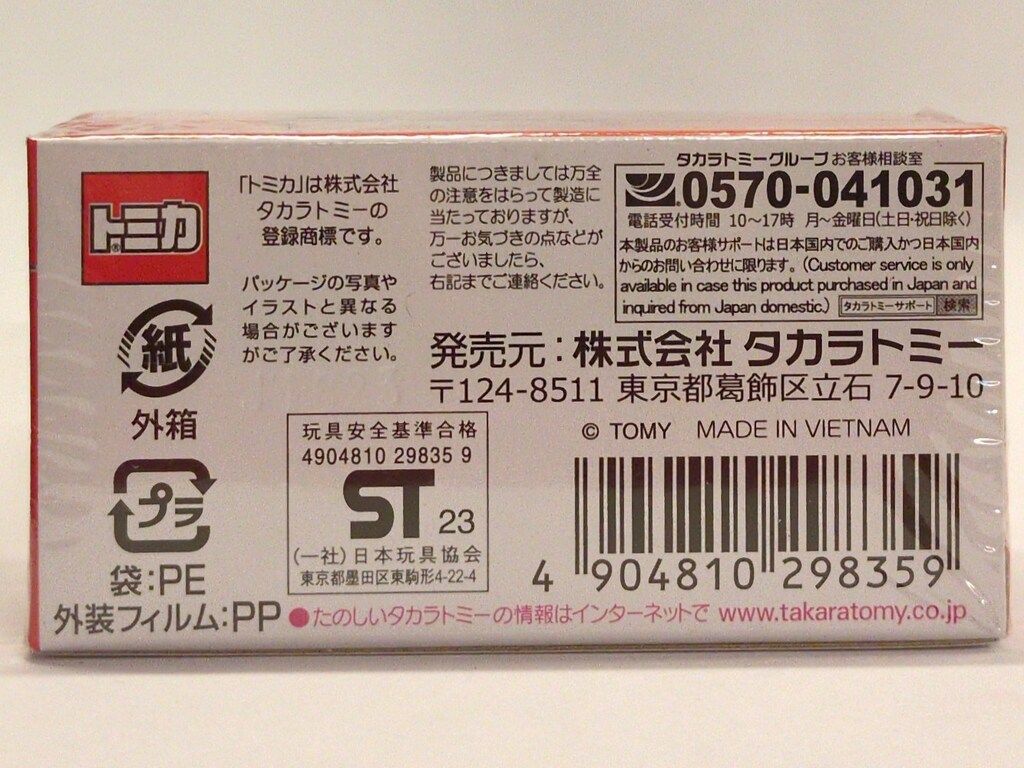 トミカ®
「トミカ」は株式会社
タカラトミーの
登録商標です。
パッケージの写真や
イラストと異なる
場合がございます
がご了承ください。
製品につきましては万全
の注意をはらって製造に
当たっておりますが、
万一お気づきの点などが
ございましたら、
右記までご連絡ください。
タカラトミーグループ お客様相談室
0570-041031
電話受付時間 10〜17時 月〜金曜日(土日・祝日除く)
本製品のお客様サポートは日本国内でのご購入かつ日本国内
からのお問い合わせに限ります。(Customer service is only
available in case this product purchased in Japan and
inquired from Japan domestic.) タカラトミーサポート 検索
発売元：株式会社 タカラトミー
〒124-8511 東京都葛飾区立石 7-9-10
© TOMY MADE IN VIETNAM
紙
外箱
プラ
袋：PE
外装フィルム：PP
玩具安全基準合格
4904810 29835 9
ST 23
(一社)日本玩具協会
東京都墨田区東駒形4-22-4
4 904810 298359
●たのしいタカラトミーの情報はインターネットで www.takaratomy.co.jp